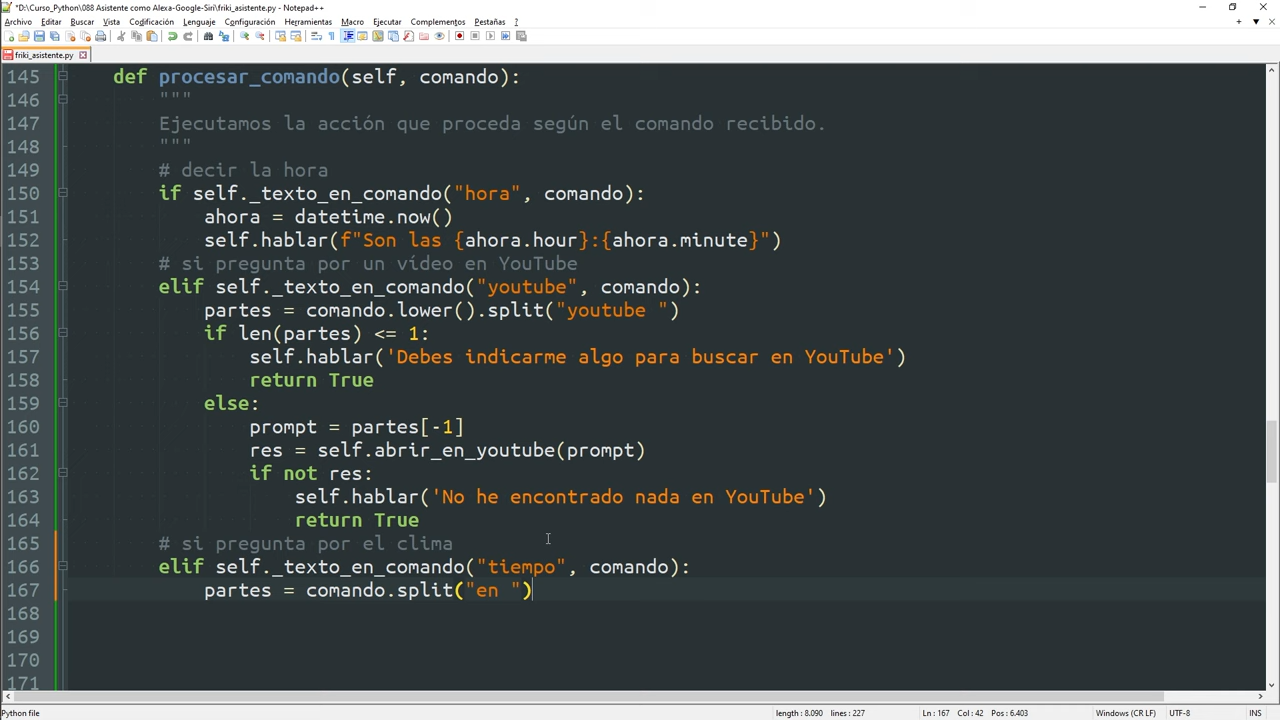 *D:\Curso_Python\088 Asistente como Alexa-Google-Siri\friki_asistente.py - Notepad++
Archivo Editar Buscar Vista Codificación Lenguaje Configuración Herramientas Macro Ejecutar Complementos Pestañas ?
friki_asistente.py
145 def procesar_comando(self, comando):
146 """
147 Ejecutamos la acción que proceda según el comando recibido.
148 """
149 # decir la hora
150 if self._texto_en_comando("hora", comando):
151 ahora = datetime.now()
152 self.hablar(f"Son las {ahora.hour}:{ahora.minute}")
153 # si pregunta por un vídeo en YouTube
154 elif self._texto_en_comando("youtube", comando):
155 partes = comando.lower().split("youtube ")
156 if len(partes) <= 1:
157 self.hablar('Debes indicarme algo para buscar en YouTube')
158 return True
159 else:
160 prompt = partes[-1]
161 res = self.abrir_en_youtube(prompt)
162 if not res:
163 self.hablar('No he encontrado nada en YouTube')
164 return True
165 # si pregunta por el clima
166 elif self._texto_en_comando("tiempo", comando):
167 partes = comando.split("en ")
168
169
170
171
Python file length : 8.090 lines : 227 Ln : 167 Col : 42 Pos : 6.403 Windows (CR LF) UTF-8 INS